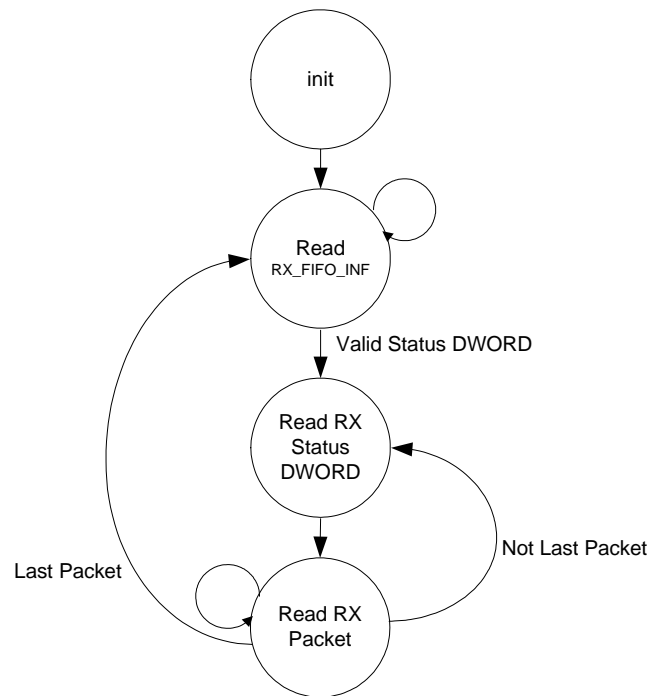 init
Read
RX_FIFO_INF
Valid Status DWORD
Read RX
Status
DWORD
Not Last Packet
Last Packet
Read RX
Packet